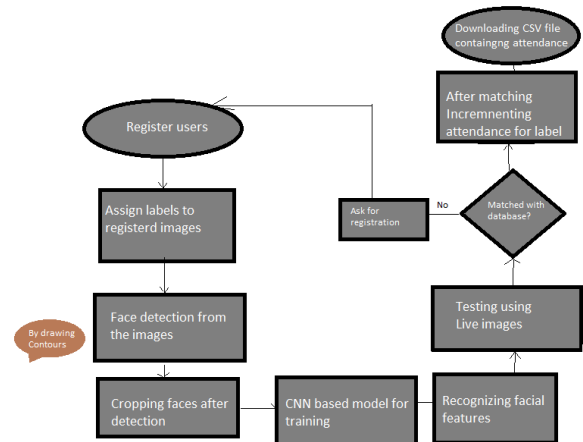 Register users
Assign labels to
registerd images
Face detection from
the images
By drawing
Contours
Cropping faces after
detection
CNN based model for
training
Recognizing facial
features
Testing using
Live images
Matched with
database?
No
Ask for
registration
After matching
Incremnenting
attendance for label
Downloading CSV file
containgng attendance